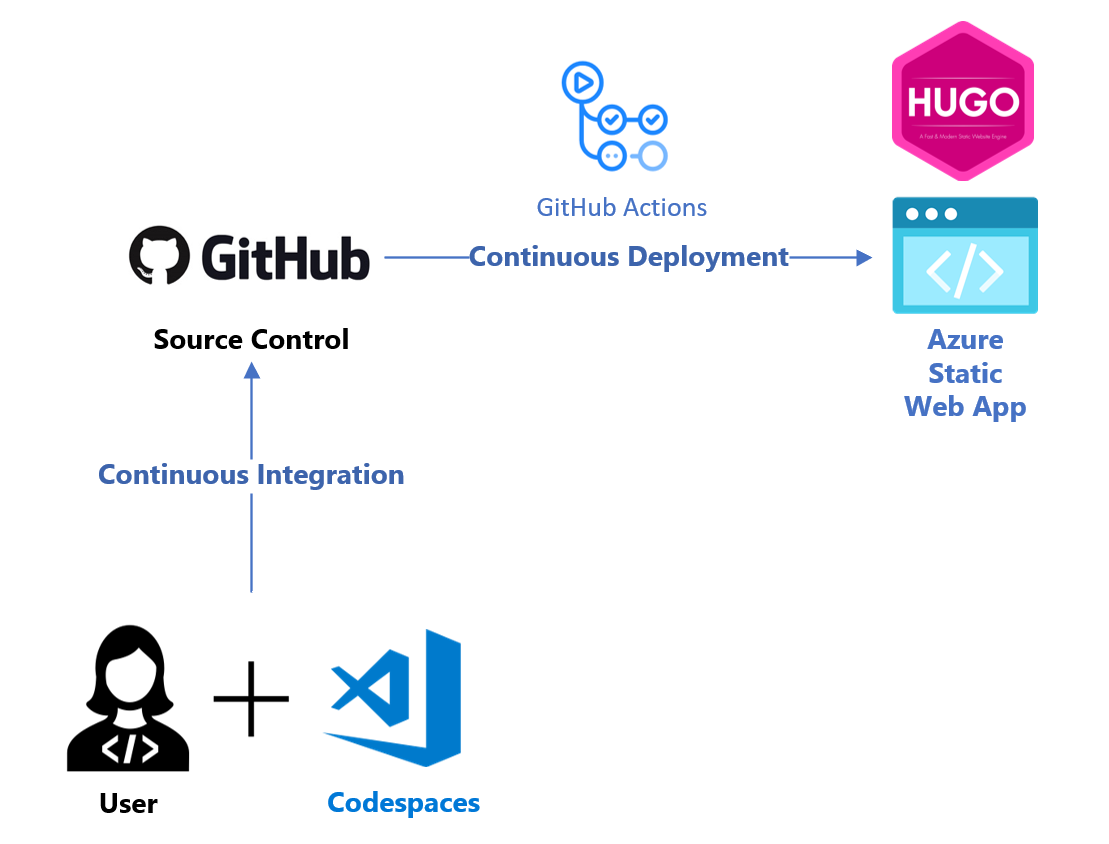 HUGO
A Fast & Modern Static Website Engine
GitHub Actions
GitHub
Continuous Deployment
Source Control
Azure
Static
Web App
Continuous Integration
User
Codespaces